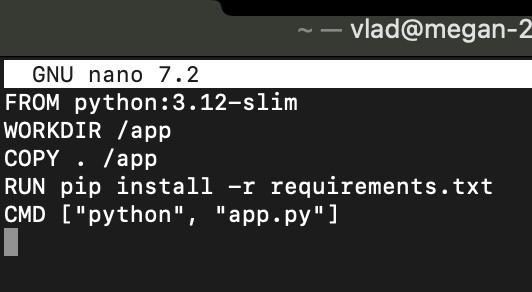 ~ — vlad@megan-2
GNU nano 7.2
FROM python:3.12-slim
WORKDIR /app
COPY . /app
RUN pip install -r requirements.txt
CMD ["python", "app.py"]